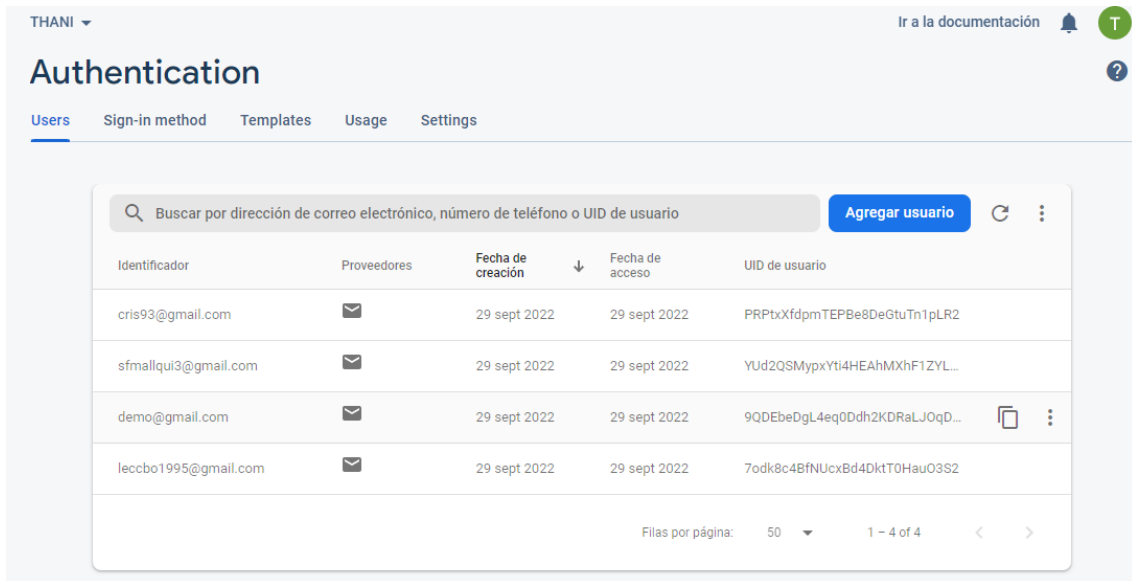 THANI Ir a la documentación T
Authentication
Users Sign-in method Templates Usage Settings
Buscar por dirección de correo electrónico, número de teléfono o UID de usuario Agregar usuario
Identificador Proveedores Fecha de creación Fecha de acceso UID de usuario
cris93@gmail.com 29 sept 2022 29 sept 2022 PRPtxXfdpmTEPBe8DeGtuTn1pLR2
sfmallqui3@gmail.com 29 sept 2022 29 sept 2022 YUd2QSMypxYti4HEAhMXhF1ZYL...
demo@gmail.com 29 sept 2022 29 sept 2022 9QDEbeDgL4eq0Ddh2KDRaLJOqD...
leccbo1995@gmail.com 29 sept 2022 29 sept 2022 7odk8c4BfNUcxBd4DktT0HauO3S2
Filas por página: 50 1 – 4 of 4